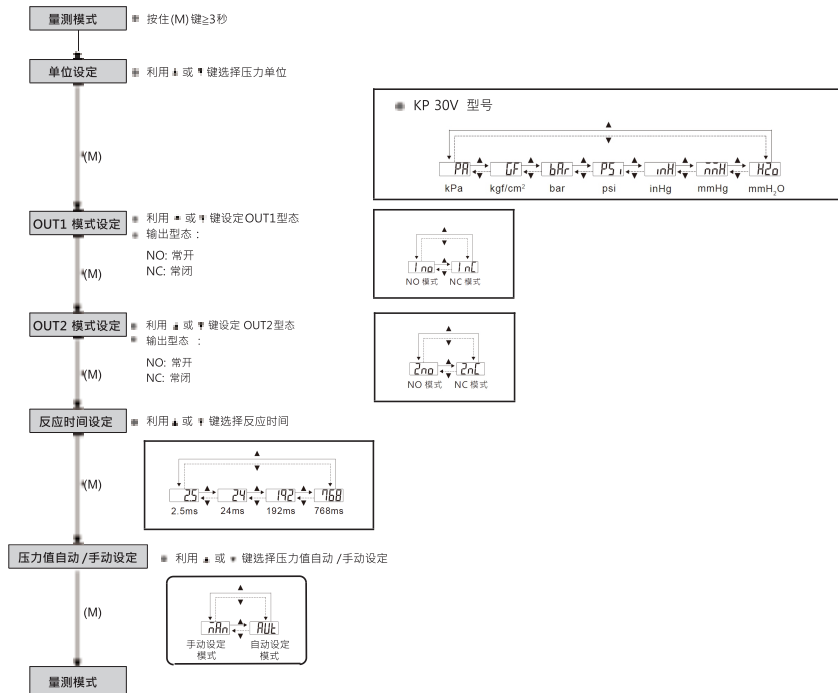 量测模式
按住(M)键≧3秒
单位设定
利用▲或▼键选择压力单位
(M)
KP 30V 型号
PA GF bAr PSi inH mmH H2o
kPa kgf/cm² bar psi inHg mmHg mmH₂O
OUT1 模式设定
利用▲或▼键设定OUT1型态
输出型态：
NO: 常开
NC: 常闭
(M)
1no 1nC
NO 模式 NC 模式
OUT2 模式设定
利用▲或▼键设定 OUT2型态
输出型态 ：
NO: 常开
NC: 常闭
(M)
2no 2nC
NO 模式 NC 模式
反应时间设定
利用▲或▼键选择反应时间
(M)
2.5 24 192 768
2.5ms 24ms 192ms 768ms
压力值自动/手动设定
利用▲或▼键选择压力值自动/手动设定
(M)
mAn AUt
手动设定 自动设定
模式 模式
量测模式